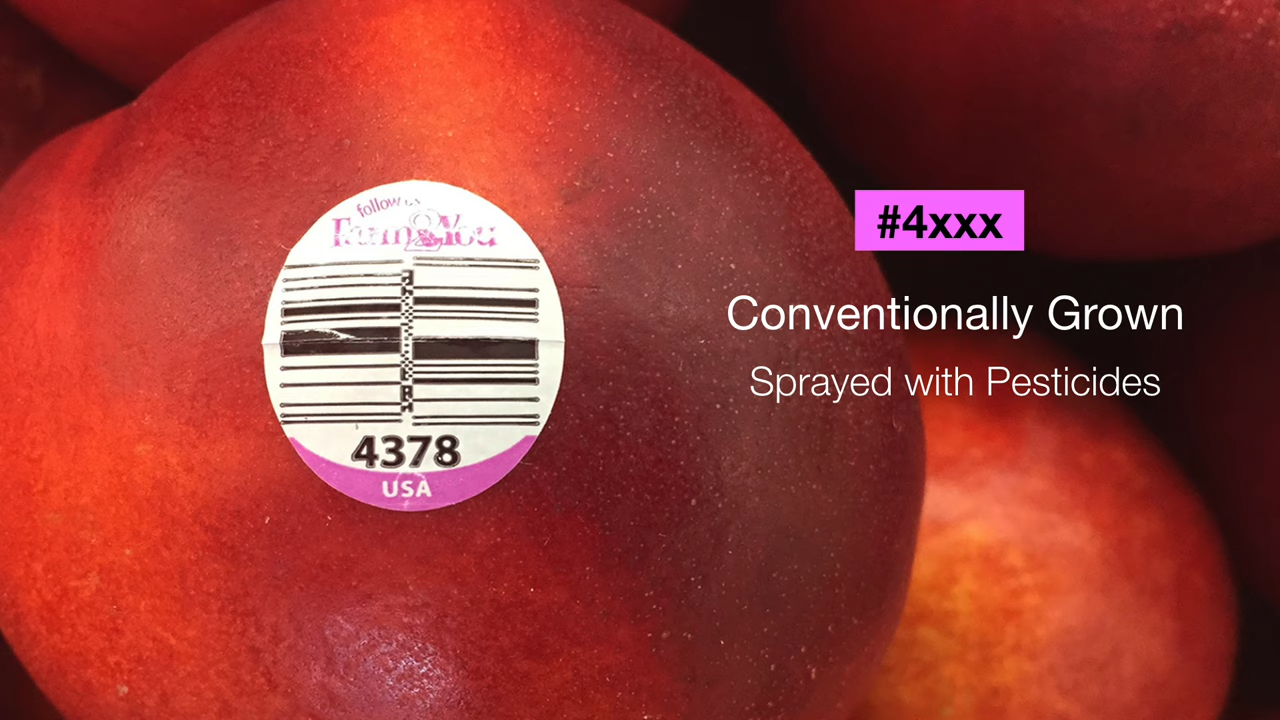 follow us
Farm2You
4378
USA
#4xxx
Conventionally Grown
Sprayed with Pesticides